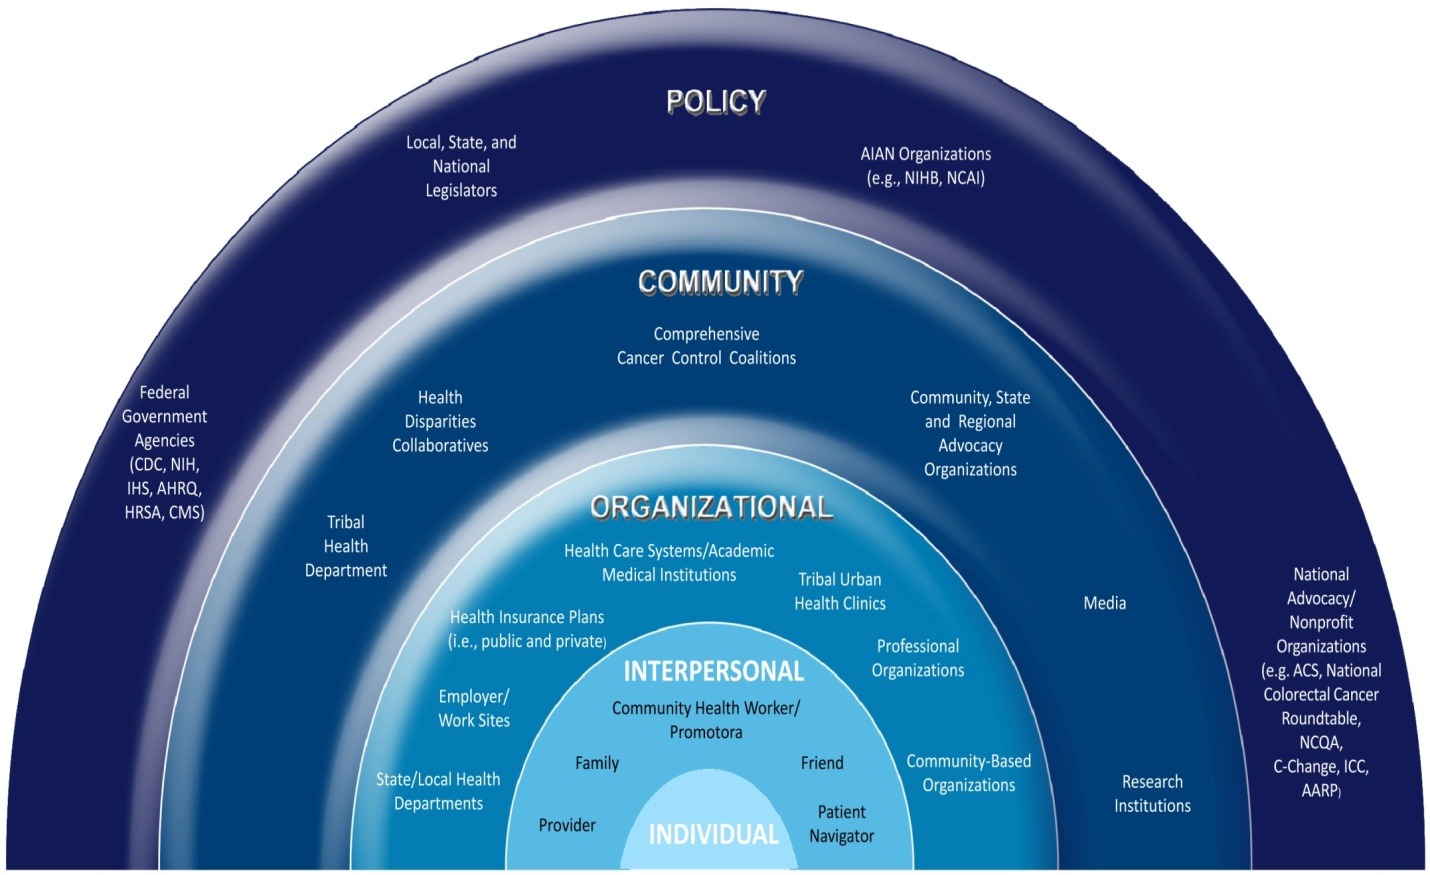 POLICY
Local, State, and
National
Legislators
AIAN Organizations
(e.g., NIHB, NCAI)
Federal
Government
Agencies
(CDC, NIH,
IHS, AHRQ,
HRSA, CMS)
National
Advocacy/
Nonprofit
Organizations
(e.g. ACS, National
Colorectal Cancer
Roundtable,
NCQA,
C-Change, ICC,
AARP)
COMMUNITY
Comprehensive
Cancer Control Coalitions
Health
Disparities
Collaboratives
Community, State
and Regional
Advocacy
Organizations
Tribal
Health
Department
Media
Research
Institutions
ORGANIZATIONAL
Health Care Systems/Academic
Medical Institutions
Tribal Urban
Health Clinics
Health Insurance Plans
(i.e., public and private)
Professional
Organizations
Employer/
Work Sites
State/Local Health
Departments
Community-Based
Organizations
INTERPERSONAL
Community Health Worker/
Promotora
Family
Friend
Provider
Patient
Navigator
INDIVIDUAL